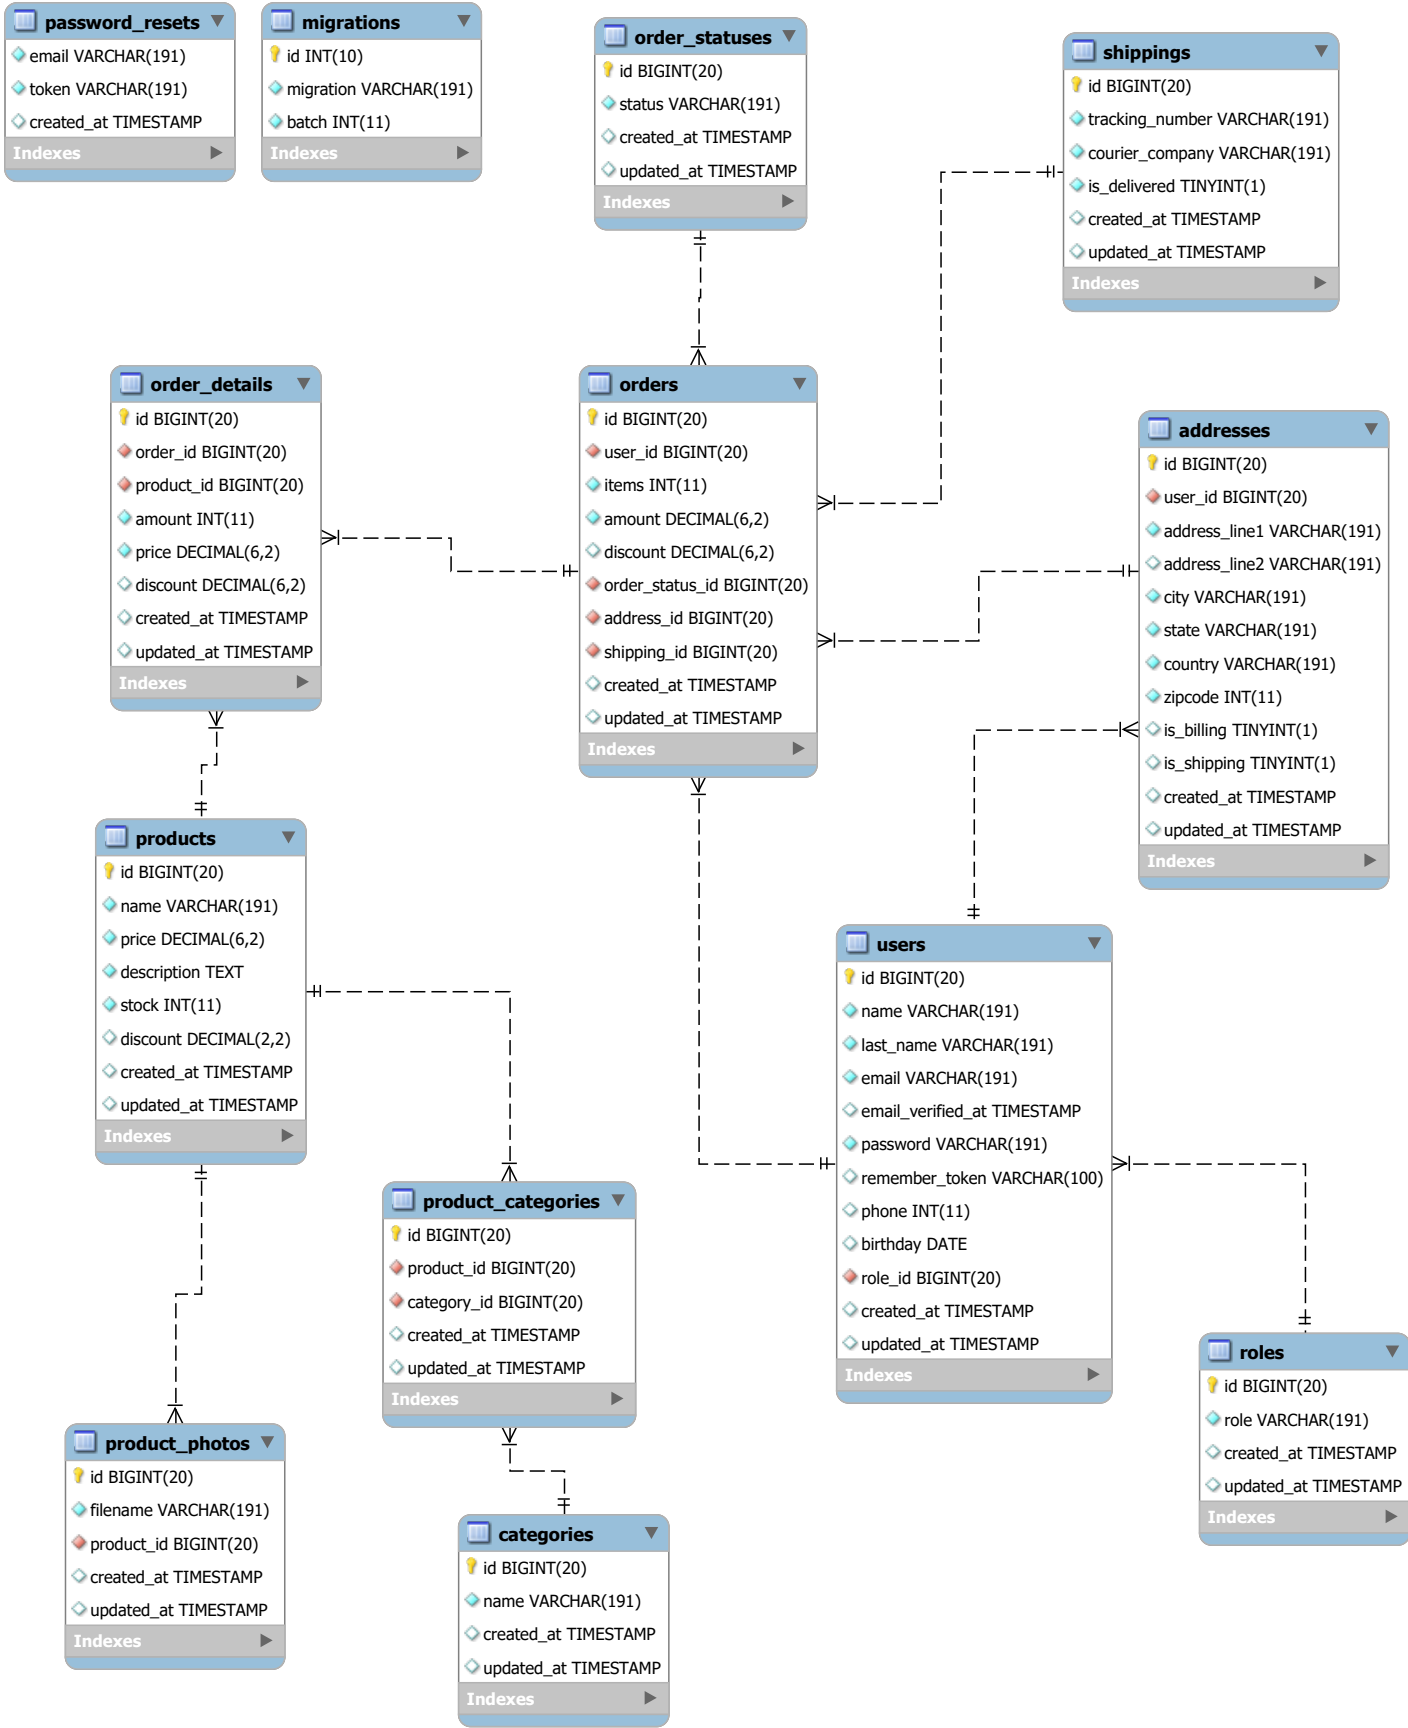 password_resets
email VARCHAR(191)
token VARCHAR(191)
created_at TIMESTAMP
Indexes
migrations
id INT(10)
migration VARCHAR(191)
batch INT(11)
Indexes
order_statuses
id BIGINT(20)
status VARCHAR(191)
created_at TIMESTAMP
updated_at TIMESTAMP
Indexes
shippings
id BIGINT(20)
tracking_number VARCHAR(191)
courier_company VARCHAR(191)
is_delivered TINYINT(1)
created_at TIMESTAMP
updated_at TIMESTAMP
Indexes
order_details
id BIGINT(20)
order_id BIGINT(20)
product_id BIGINT(20)
amount INT(11)
price DECIMAL(6,2)
discount DECIMAL(6,2)
created_at TIMESTAMP
updated_at TIMESTAMP
Indexes
orders
id BIGINT(20)
user_id BIGINT(20)
items INT(11)
amount DECIMAL(6,2)
discount DECIMAL(6,2)
order_status_id BIGINT(20)
address_id BIGINT(20)
shipping_id BIGINT(20)
created_at TIMESTAMP
updated_at TIMESTAMP
Indexes
addresses
id BIGINT(20)
user_id BIGINT(20)
address_line1 VARCHAR(191)
address_line2 VARCHAR(191)
city VARCHAR(191)
state VARCHAR(191)
country VARCHAR(191)
zipcode INT(11)
is_billing TINYINT(1)
is_shipping TINYINT(1)
created_at TIMESTAMP
updated_at TIMESTAMP
Indexes
products
id BIGINT(20)
name VARCHAR(191)
price DECIMAL(6,2)
description TEXT
stock INT(11)
discount DECIMAL(2,2)
created_at TIMESTAMP
updated_at TIMESTAMP
Indexes
users
id BIGINT(20)
name VARCHAR(191)
last_name VARCHAR(191)
email VARCHAR(191)
email_verified_at TIMESTAMP
password VARCHAR(191)
remember_token VARCHAR(100)
phone INT(11)
birthday DATE
role_id BIGINT(20)
created_at TIMESTAMP
updated_at TIMESTAMP
Indexes
product_categories
id BIGINT(20)
product_id BIGINT(20)
category_id BIGINT(20)
created_at TIMESTAMP
updated_at TIMESTAMP
Indexes
roles
id BIGINT(20)
role VARCHAR(191)
created_at TIMESTAMP
updated_at TIMESTAMP
Indexes
product_photos
id BIGINT(20)
filename VARCHAR(191)
product_id BIGINT(20)
created_at TIMESTAMP
updated_at TIMESTAMP
Indexes
categories
id BIGINT(20)
name VARCHAR(191)
created_at TIMESTAMP
updated_at TIMESTAMP
Indexes